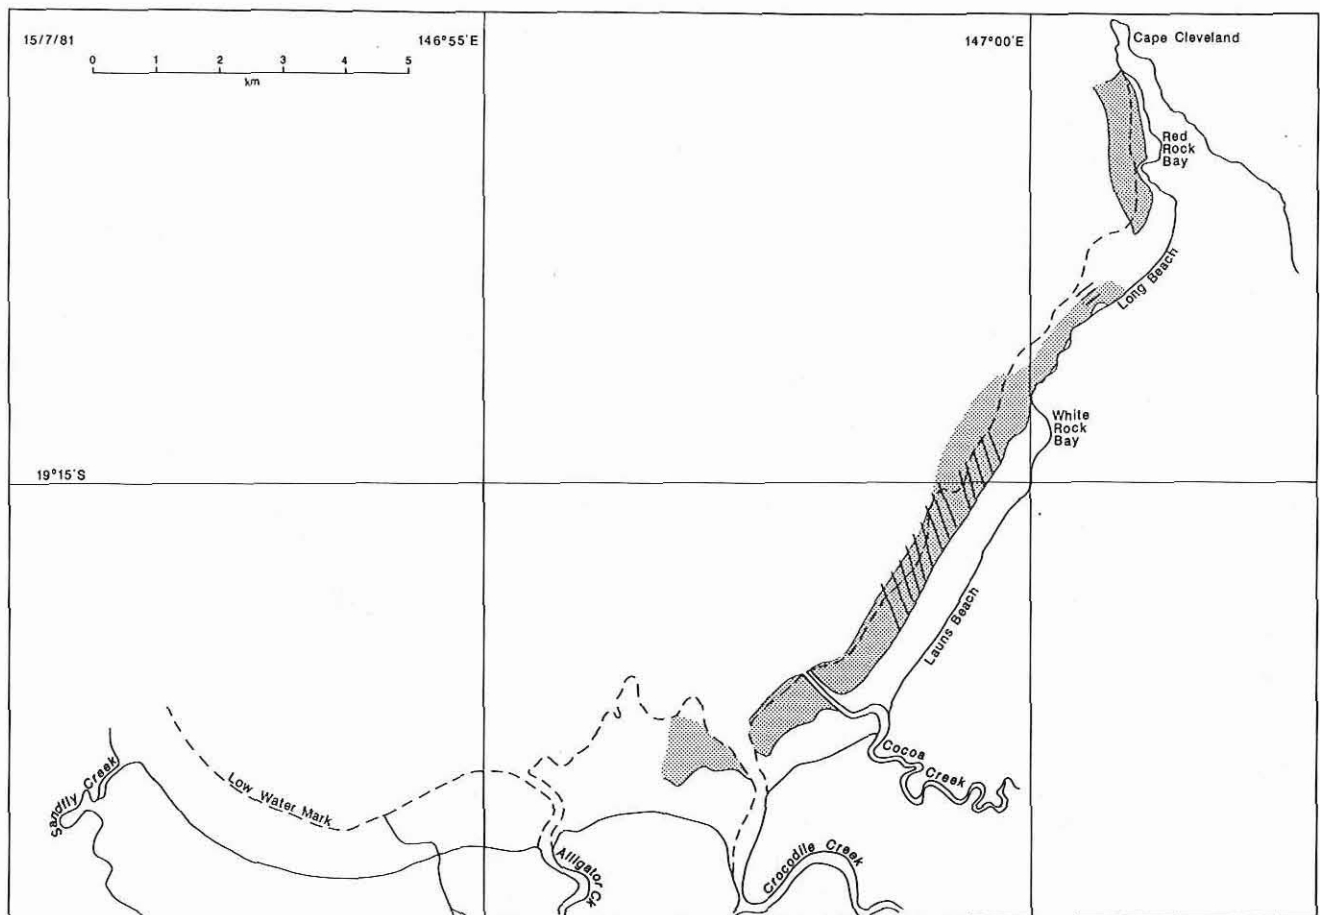 15/7/81
146°55'E
147°00'E
Cape Cleveland
0 1 2 3 4 5
km
Red
Rock
Bay
Long Beach
White
Rock
Bay
19°15'S
Launs Beach
Cocoa
Creek
Sandfly Creek
Low Water Mark
Alligator Ck
Crocodile Creek